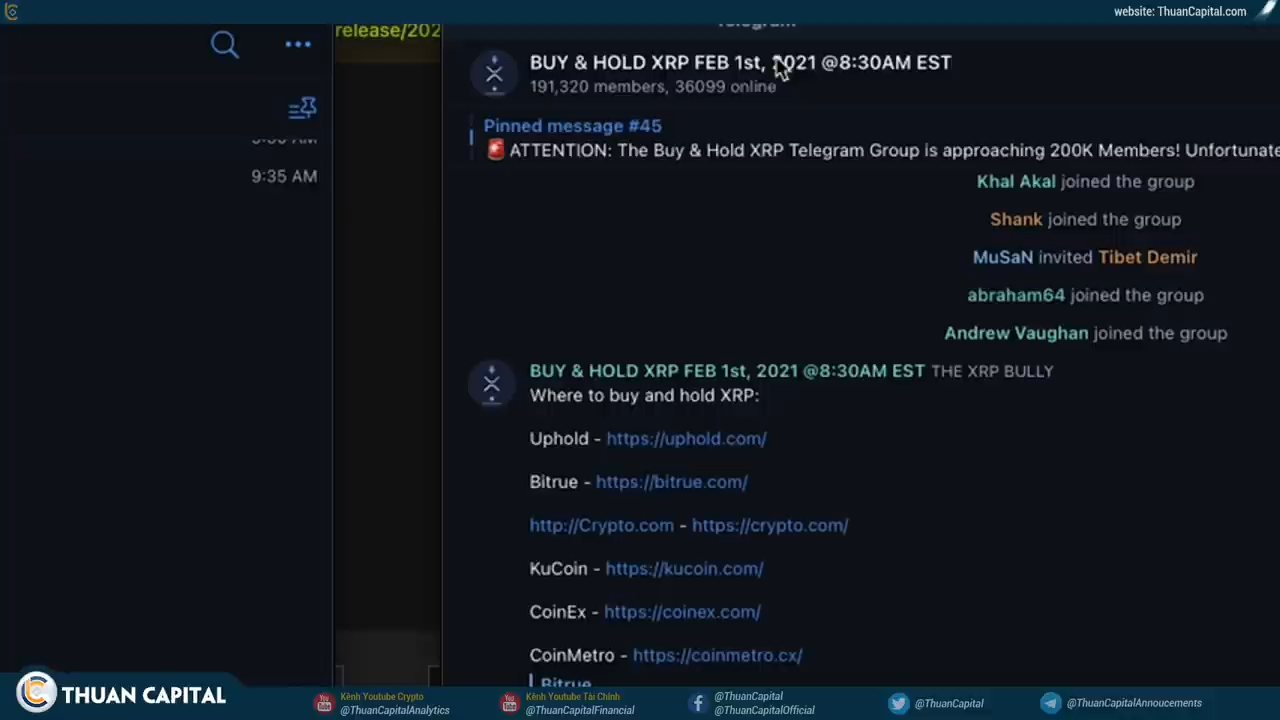 website: ThuanCapital.com
release/202
Telegram
BUY & HOLD XRP FEB 1st, 2021 @8:30AM EST
191,320 members, 36099 online
Pinned message #45
ATTENTION: The Buy & Hold XRP Telegram Group is approaching 200K Members! Unfortunate
9:35 AM
Khal Akal joined the group
Shank joined the group
MuSaN invited Tibet Demir
abraham64 joined the group
Andrew Vaughan joined the group
BUY & HOLD XRP FEB 1st, 2021 @8:30AM EST THE XRP BULLY
Where to buy and hold XRP:
Uphold - https://uphold.com/
Bitrue - https://bitrue.com/
http://Crypto.com - https://crypto.com/
KuCoin - https://kucoin.com/
CoinEx - https://coinex.com/
CoinMetro - https://coinmetro.cx/
Bitrue
THUAN CAPITAL
Kênh Youtube Crypto
@ThuanCapitalAnalytics
Kênh Youtube Tài Chính
@ThuanCapitalFinancial
@ThuanCapital
@ThuanCapitalOfficial
@ThuanCapital
@ThuanCapitalAnnoucements